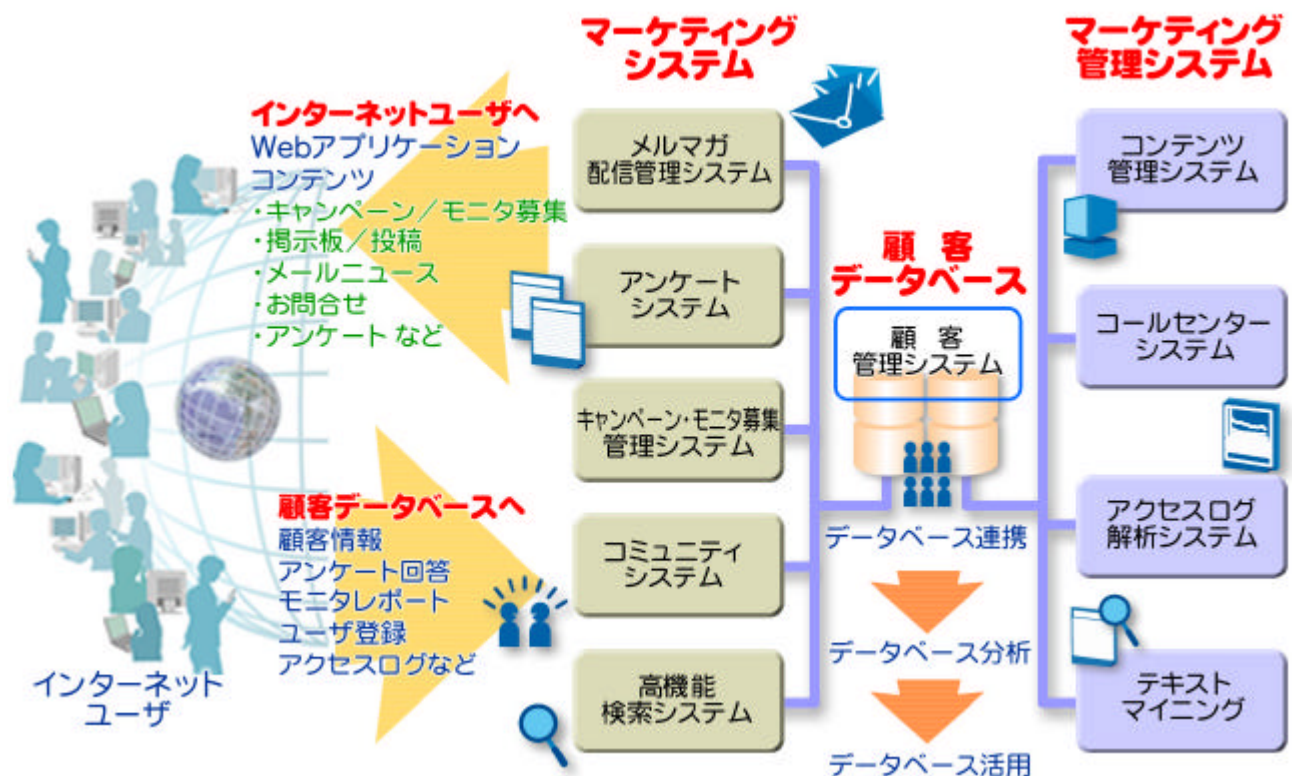 マーケティング
システム
マーケティング
管理システム
インターネットユーザへ
Webアプリケーション
コンテンツ
・キャンペーン／モニタ募集
・掲示板／投稿
・メールニュース
・お問合せ
・アンケート など
顧客データベースへ
顧客情報
アンケート回答
モニタレポート
ユーザ登録
アクセスログなど
インターネット
ユーザ
メルマガ
配信管理システム
アンケート
システム
キャンペーン・モニタ募集
管理システム
コミュニティ
システム
高機能
検索システム
顧 客
データベース
顧 客
管理システム
データベース連携
データベース分析
データベース活用
コンテンツ
管理システム
コールセンター
システム
アクセスログ
解析システム
テキスト
マイニング